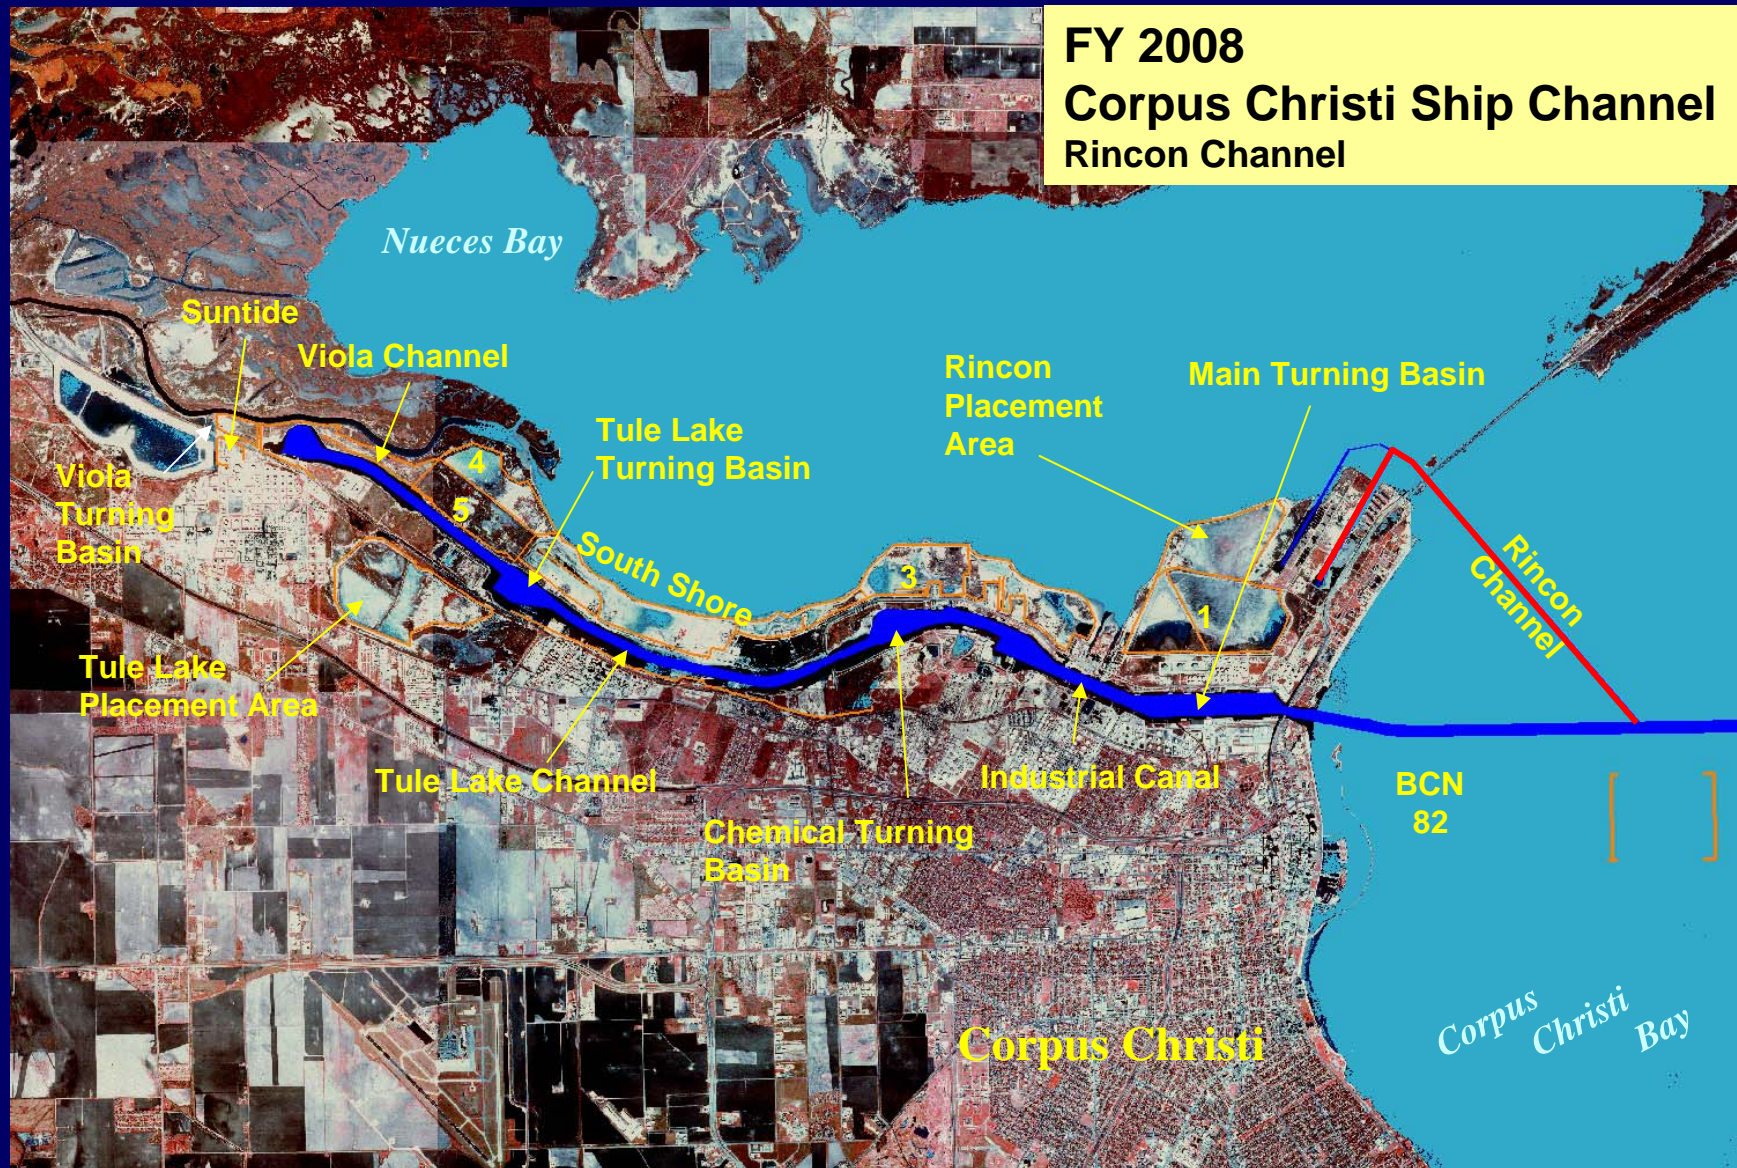 FY 2008
Corpus Christi Ship Channel
Rincon Channel
Nueces Bay
Suntide
Viola Channel
Rincon
Placement
Area
Main Turning Basin
Tule Lake
Turning Basin
Viola
Turning
Basin
4
5
South Shore
3
1
Rincon
Channel
Tule Lake
Placement Area
Tule Lake Channel
Industrial Canal
BCN
82
Chemical Turning
Basin
Corpus Christi
Corpus
Christi
Bay